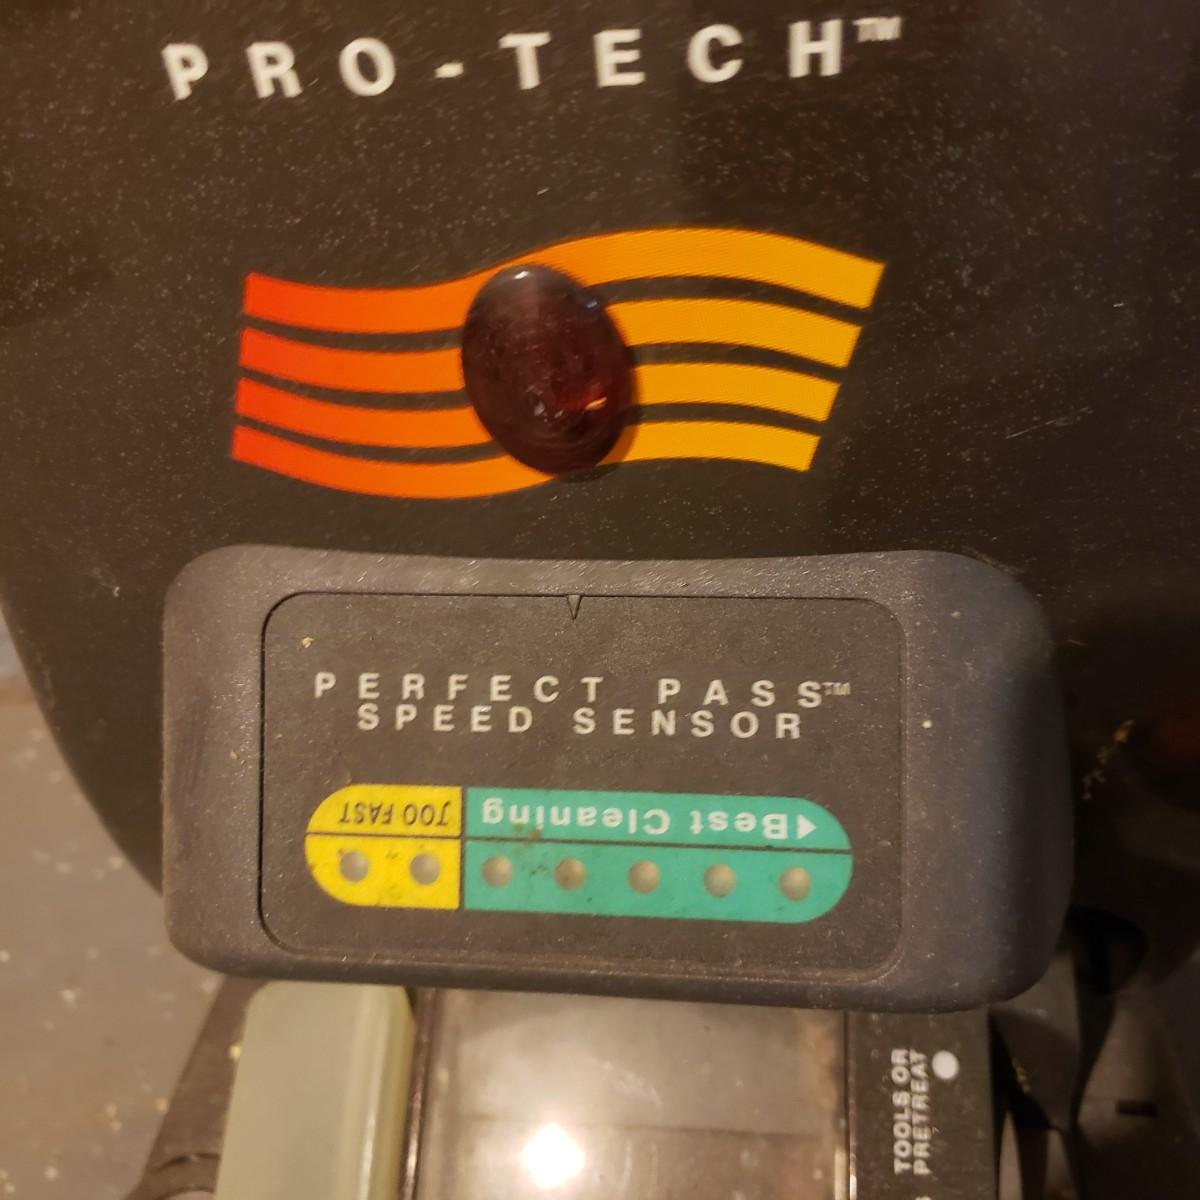 PRO-TECH™
PERFECT PASS™
SPEED SENSOR
TOO FAST
Best Cleaning
TOOLS OR
PRETREAT